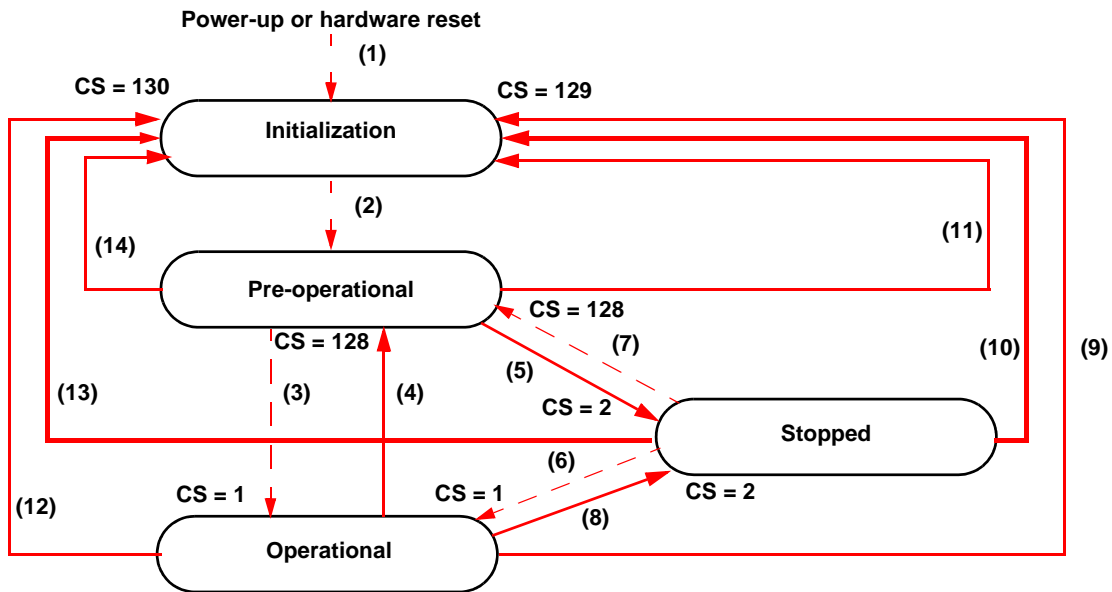 Power-up or hardware reset
(1)
CS = 130
CS = 129
Initialization
(2)
(14)
(11)
Pre-operational
CS = 128
CS = 128
(7)
(10)
(9)
(5)
(13)
(3)
(4)
CS = 2
Stopped
(6)
CS = 1
CS = 1
CS = 2
(12)
(8)
Operational